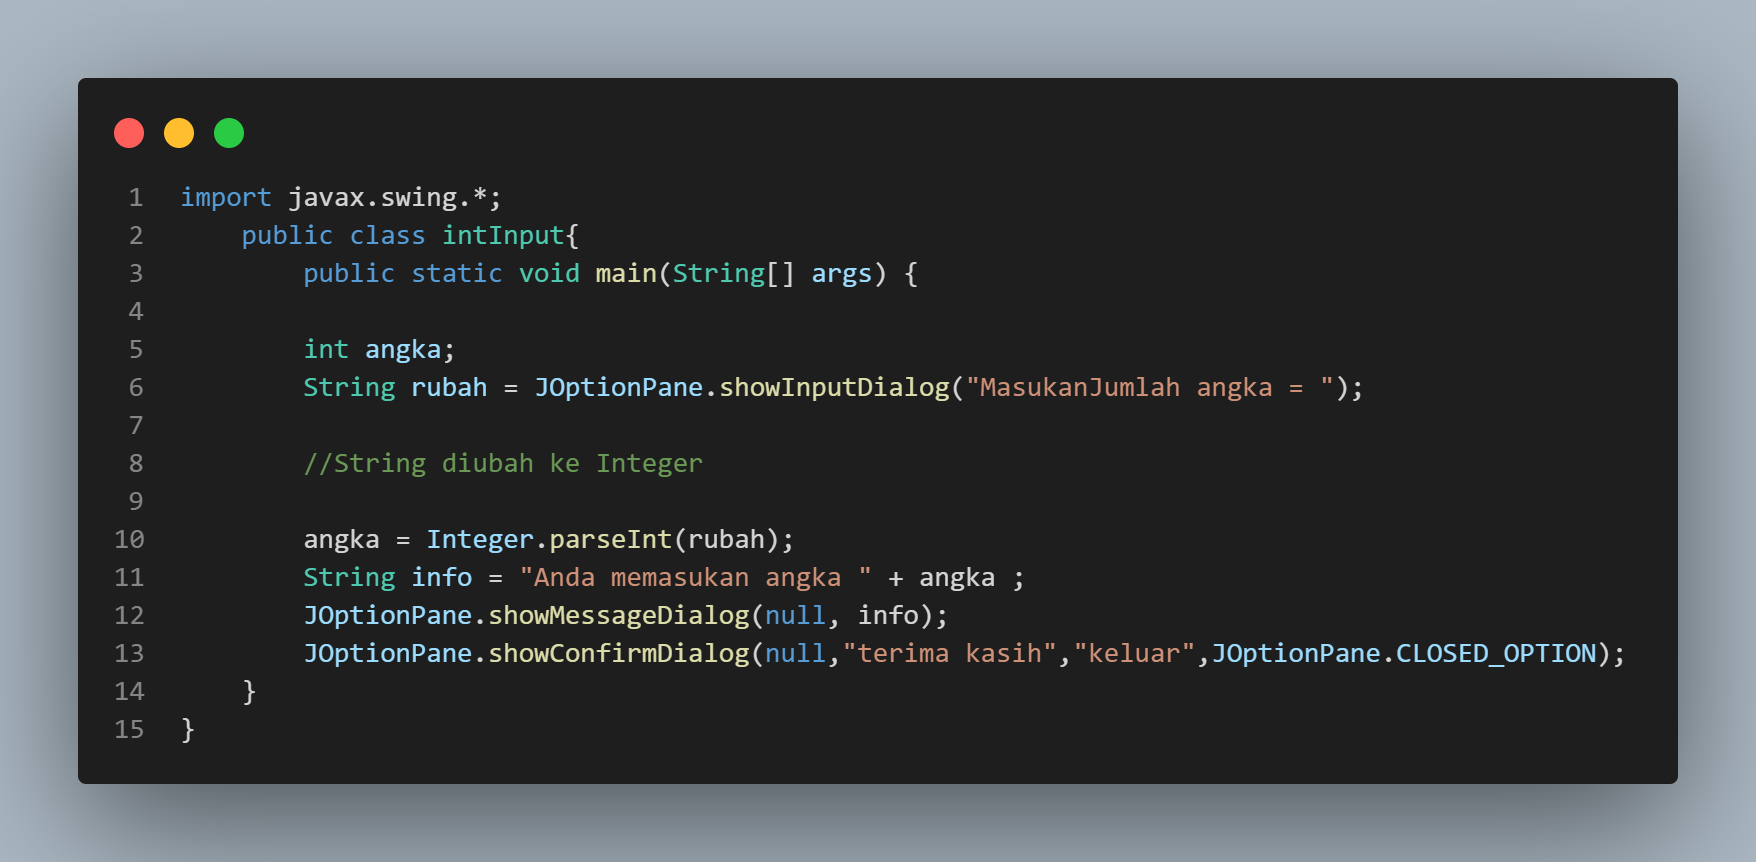 1 import javax.swing.*;
2 public class intInput{
3 public static void main(String[] args) {
4
5 int angka;
6 String rubah = JOptionPane.showInputDialog("MasukanJumlah angka = ");
7
8 //String diubah ke Integer
9
10 angka = Integer.parseInt(rubah);
11 String info = "Anda memasukan angka " + angka ;
12 JOptionPane.showMessageDialog(null, info);
13 JOptionPane.showConfirmDialog(null,"terima kasih","keluar",JOptionPane.CLOSED_OPTION);
14 }
15 }